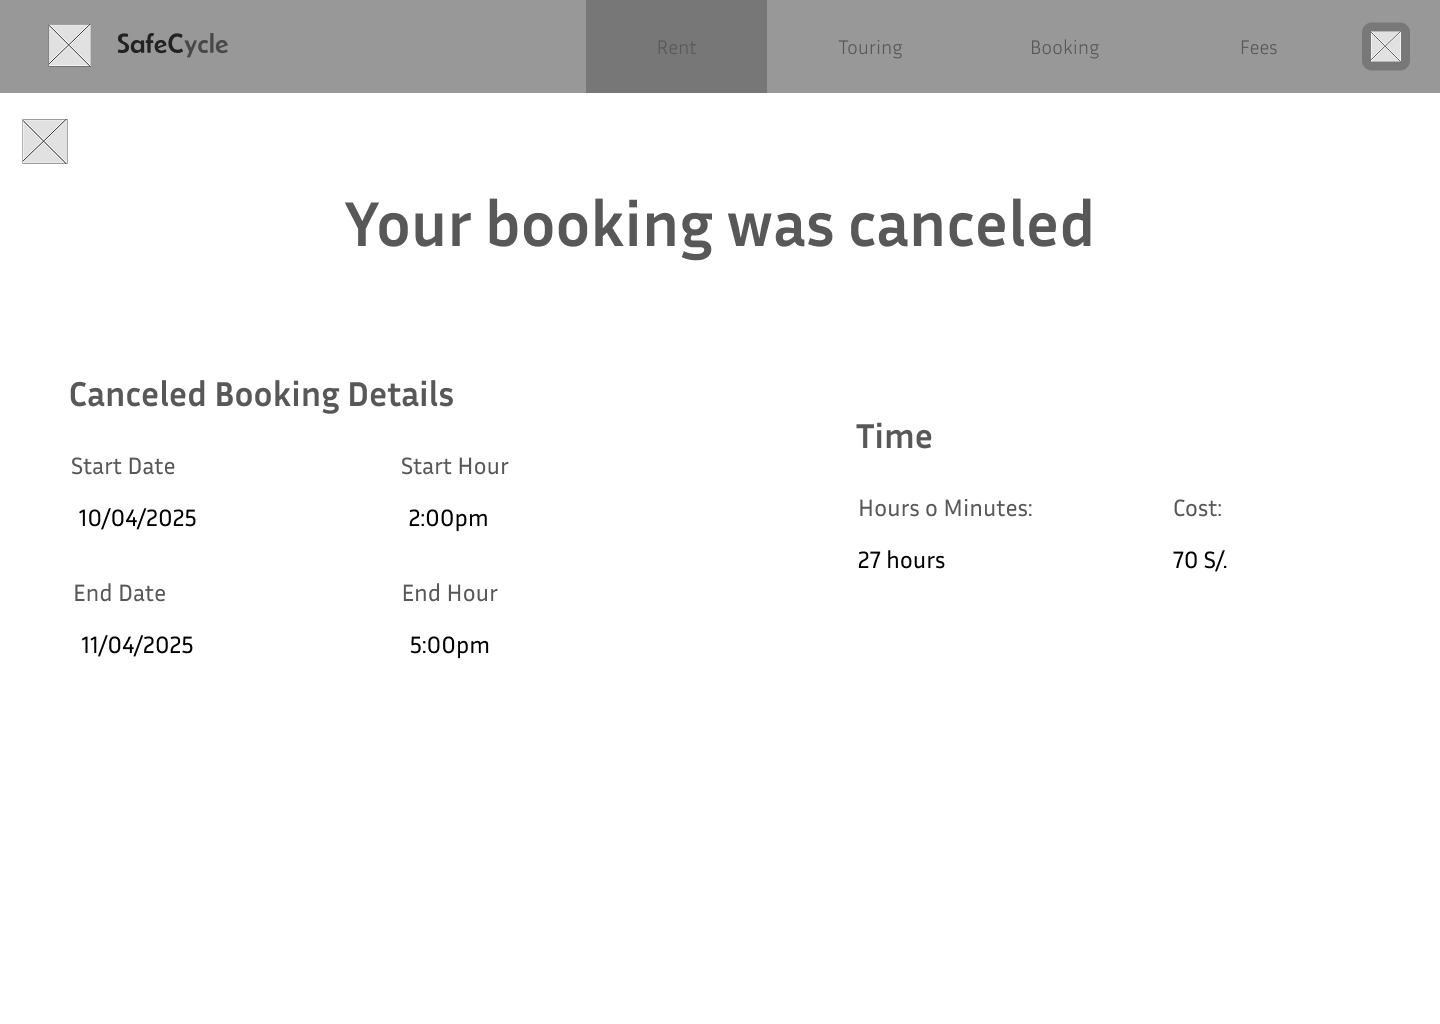 SafeCycle
Rent
Touring
Booking
Fees
Your booking was canceled
Canceled Booking Details
Start Date
Start Hour
10/04/2025
2:00pm
End Date
End Hour
11/04/2025
5:00pm
Time
Hours o Minutes:
Cost:
27 hours
70 S/.